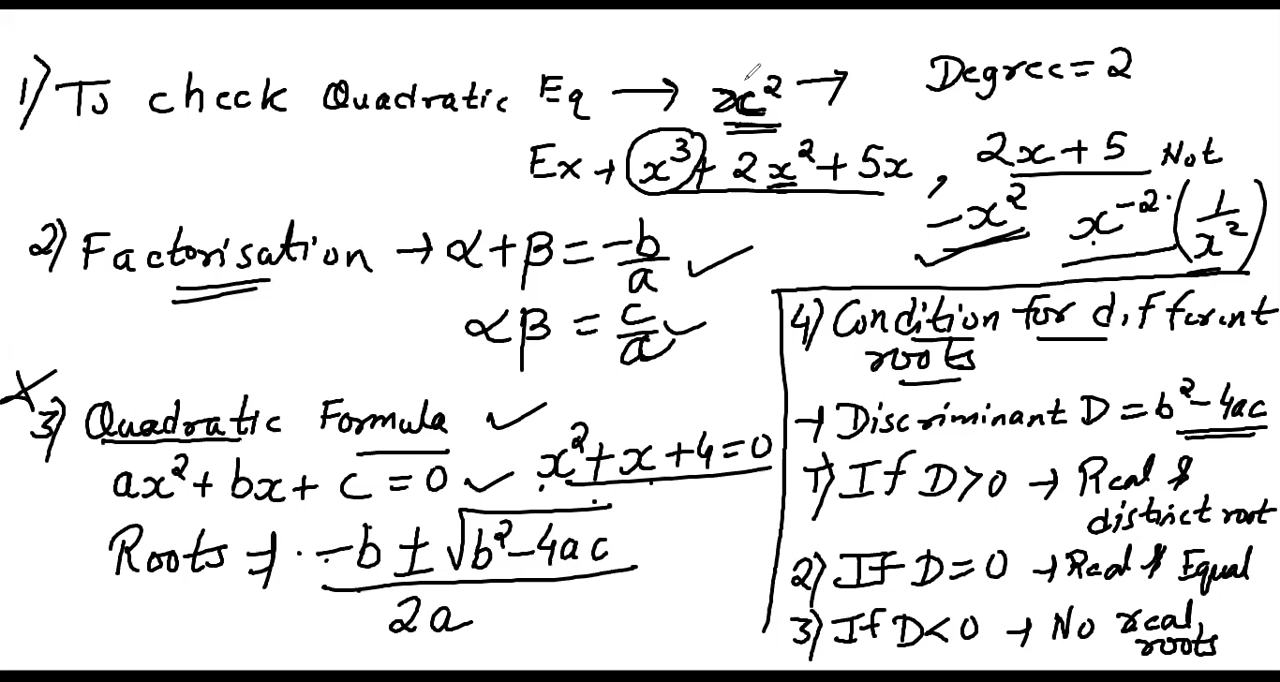 1) To check Quadratic Eq → x² → Degree = 2
Ex → x³ + 2x² + 5x , 2x + 5 Not
-x² x⁻² (1/x²)
2) Factorisation → α + β = -b/a ✓
αβ = c/a ✓
3) Quadratic Formula ✓
ax² + bx + c = 0 ✓ x² + x + 4 = 0
Roots ⇒ -b ± √b² - 4ac / 2a
4) Condition for different
roots
→ Discriminant D = b² - 4ac
1) If D > 0 → Real &
district root
2) If D = 0 → Real & Equal
3) If D < 0 → No real
roots